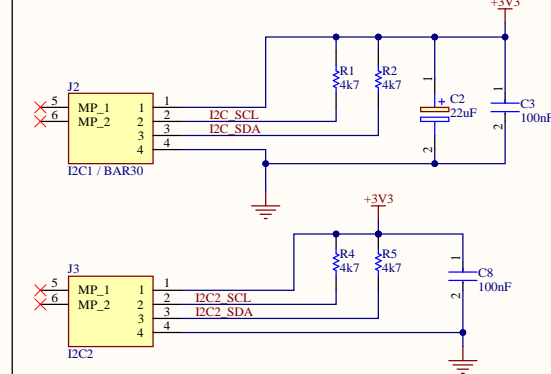 +3V3
J2
5 MP_1 1 1
6 MP_2 2 2 I2C_SCL
3 3 I2C_SDA
4 4
I2C1 / BAR30
R1
4k7
R2
4k7
1
+ C2
22uF
2
1
C3
100nF
2
+3V3
J3
5 MP_1 1 1
6 MP_2 2 2 I2C2_SCL
3 3 I2C2_SDA
4 4
I2C2
R4
4k7
R5
4k7
1
C8
100nF
2